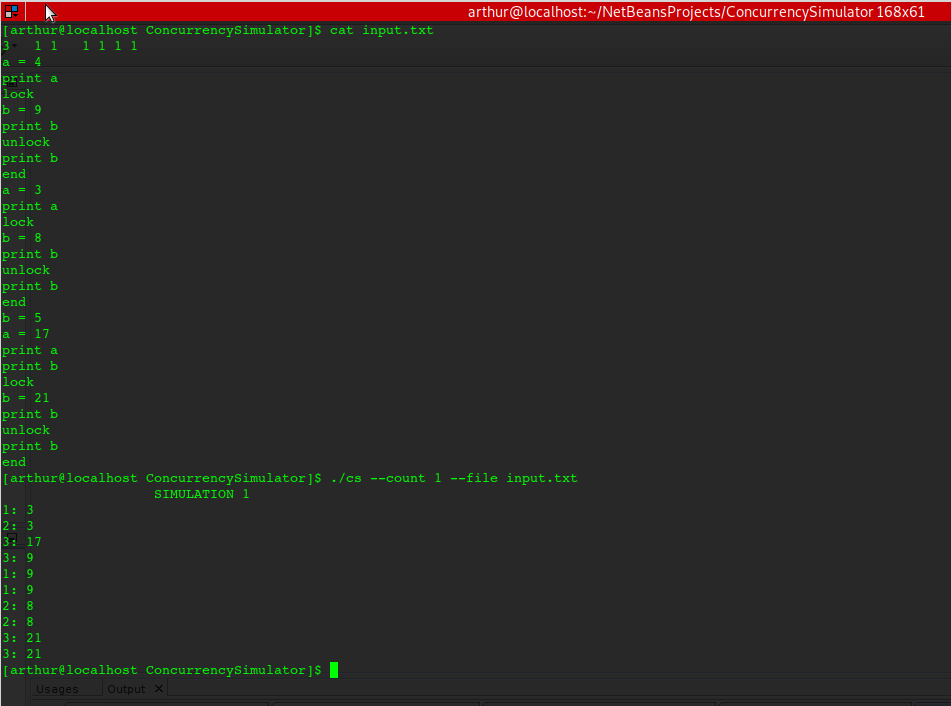 arthur@localhost:~/NetBeansProjects/ConcurrencySimulator 168x61
[arthur@localhost ConcurrencySimulator]$ cat input.txt
3   1 1   1 1 1 1
a = 4
print a
lock
b = 9
print b
unlock
print b
end
a = 3
print a
lock
b = 8
print b
unlock
print b
end
b = 5
a = 17
print a
print b
lock
b = 21
print b
unlock
print b
end
[arthur@localhost ConcurrencySimulator]$ ./cs --count 1 --file input.txt
SIMULATION 1
1: 3
2: 3
3: 17
3: 9
1: 9
1: 9
2: 8
2: 8
3: 21
3: 21
[arthur@localhost ConcurrencySimulator]$
Usages Output